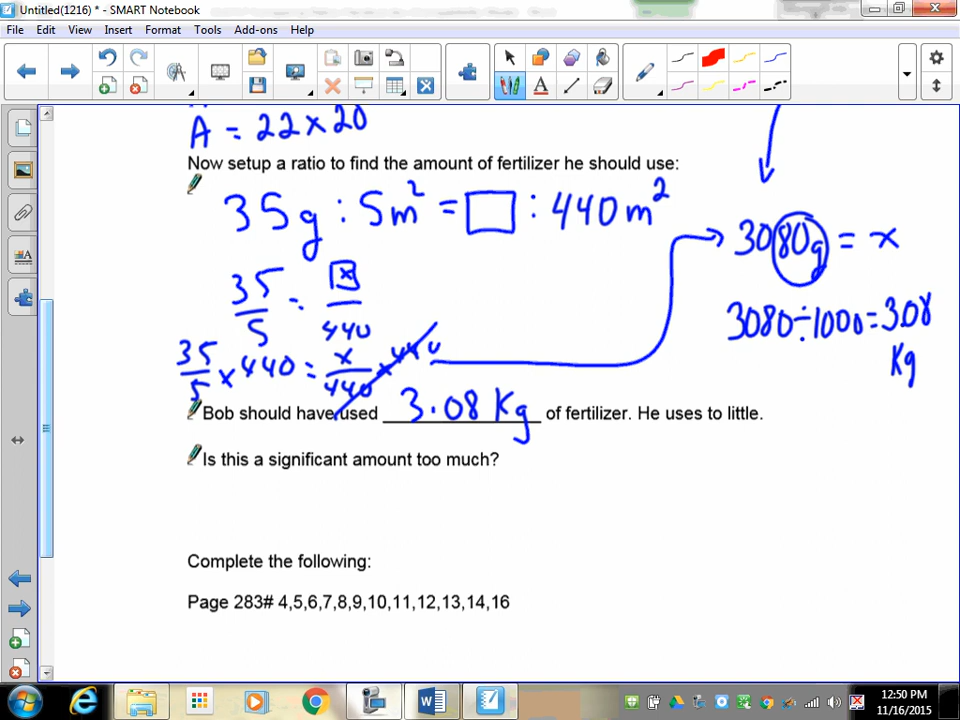 Untitled(1216) * - SMART Notebook
File Edit View Insert Format Tools Add-ons Help
A = 22 x 20
Now setup a ratio to find the amount of fertilizer he should use:
35g : 5m² = □ : 440m²
3080g = x
35/5 = x/440
3080÷1000=3.08
Kg
35/5 x 440 = x/440 x 440
Bob should have used 3.08 Kg of fertilizer. He uses to little.
Is this a significant amount too much?
Complete the following:
Page 283# 4,5,6,7,8,9,10,11,12,13,14,16
12:50 PM
11/16/2015